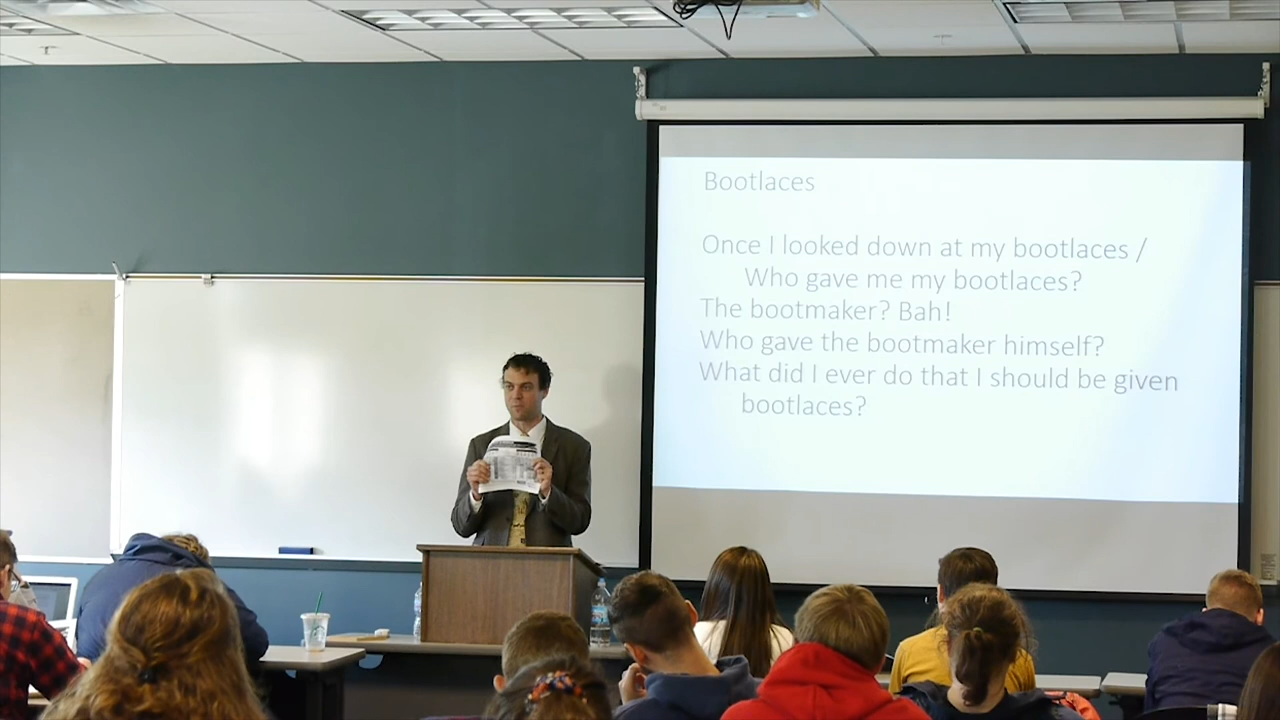 Bootlaces
Once I looked down at my bootlaces /
Who gave me my bootlaces?
The bootmaker? Bah!
Who gave the bootmaker himself?
What did I ever do that I should be given
bootlaces?